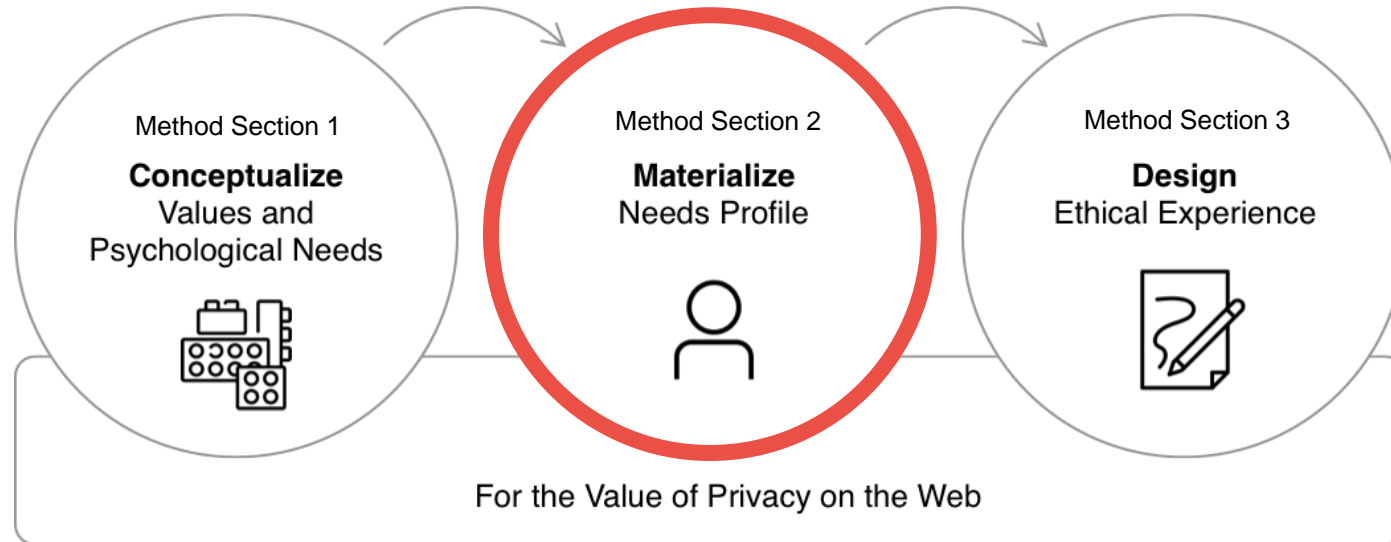 Method Section 1
Conceptualize
Values and
Psychological Needs
Method Section 2
Materialize
Needs Profile
Method Section 3
Design
Ethical Experience
For the Value of Privacy on the Web